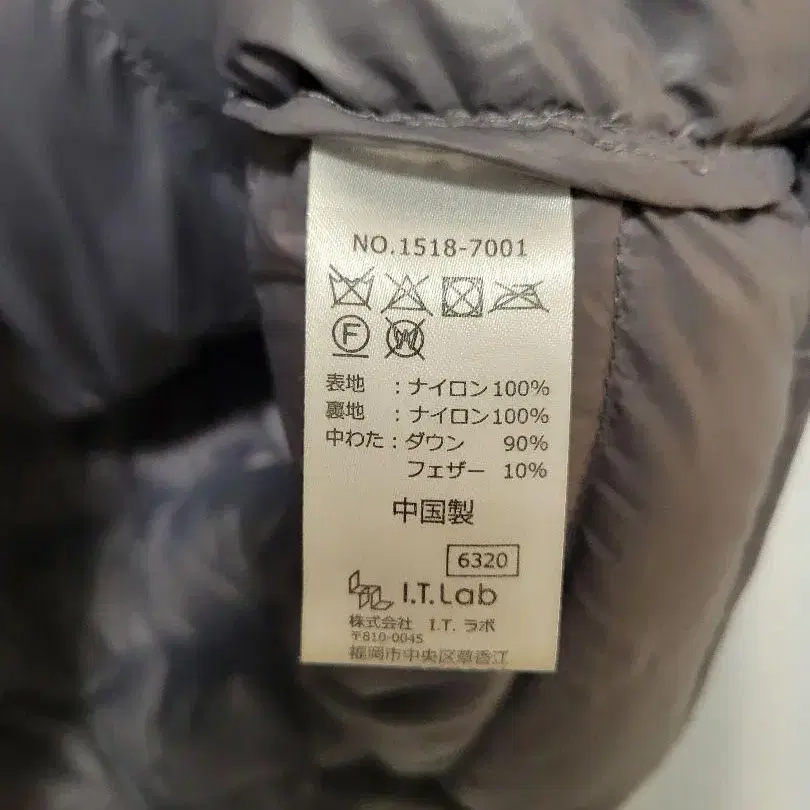 NO.1518-7001
F W
表地 : ナイロン100%
裏地 : ナイロン100%
中わた : ダウン 90%
フェザー 10%
中国製
6320
I.T.Lab
株式会社 I.T. ラボ
〒810-0045
福岡市中央区草香江